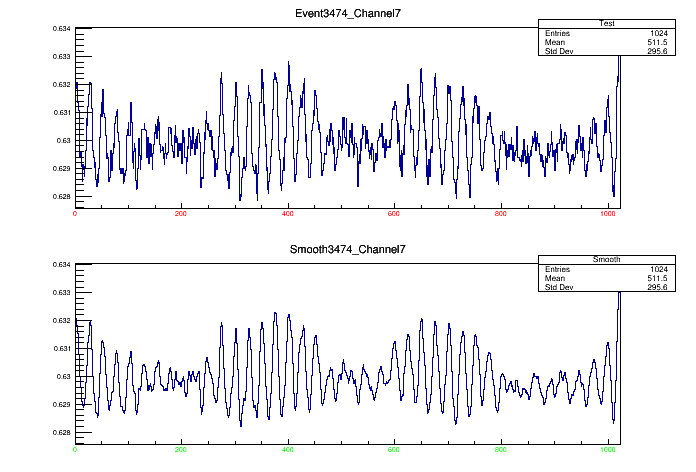 Event3474_Channel7
Test
Entries 1024
Mean 511.5
Std Dev 295.6
0.634
0.633
0.632
0.631
0.63
0.629
0.628
0 200 400 600 800 1000
Smooth3474_Channel7
Smooth
Entries 1024
Mean 511.5
Std Dev 295.6
0.634
0.633
0.632
0.631
0.63
0.629
0.628
0 200 400 600 800 1000